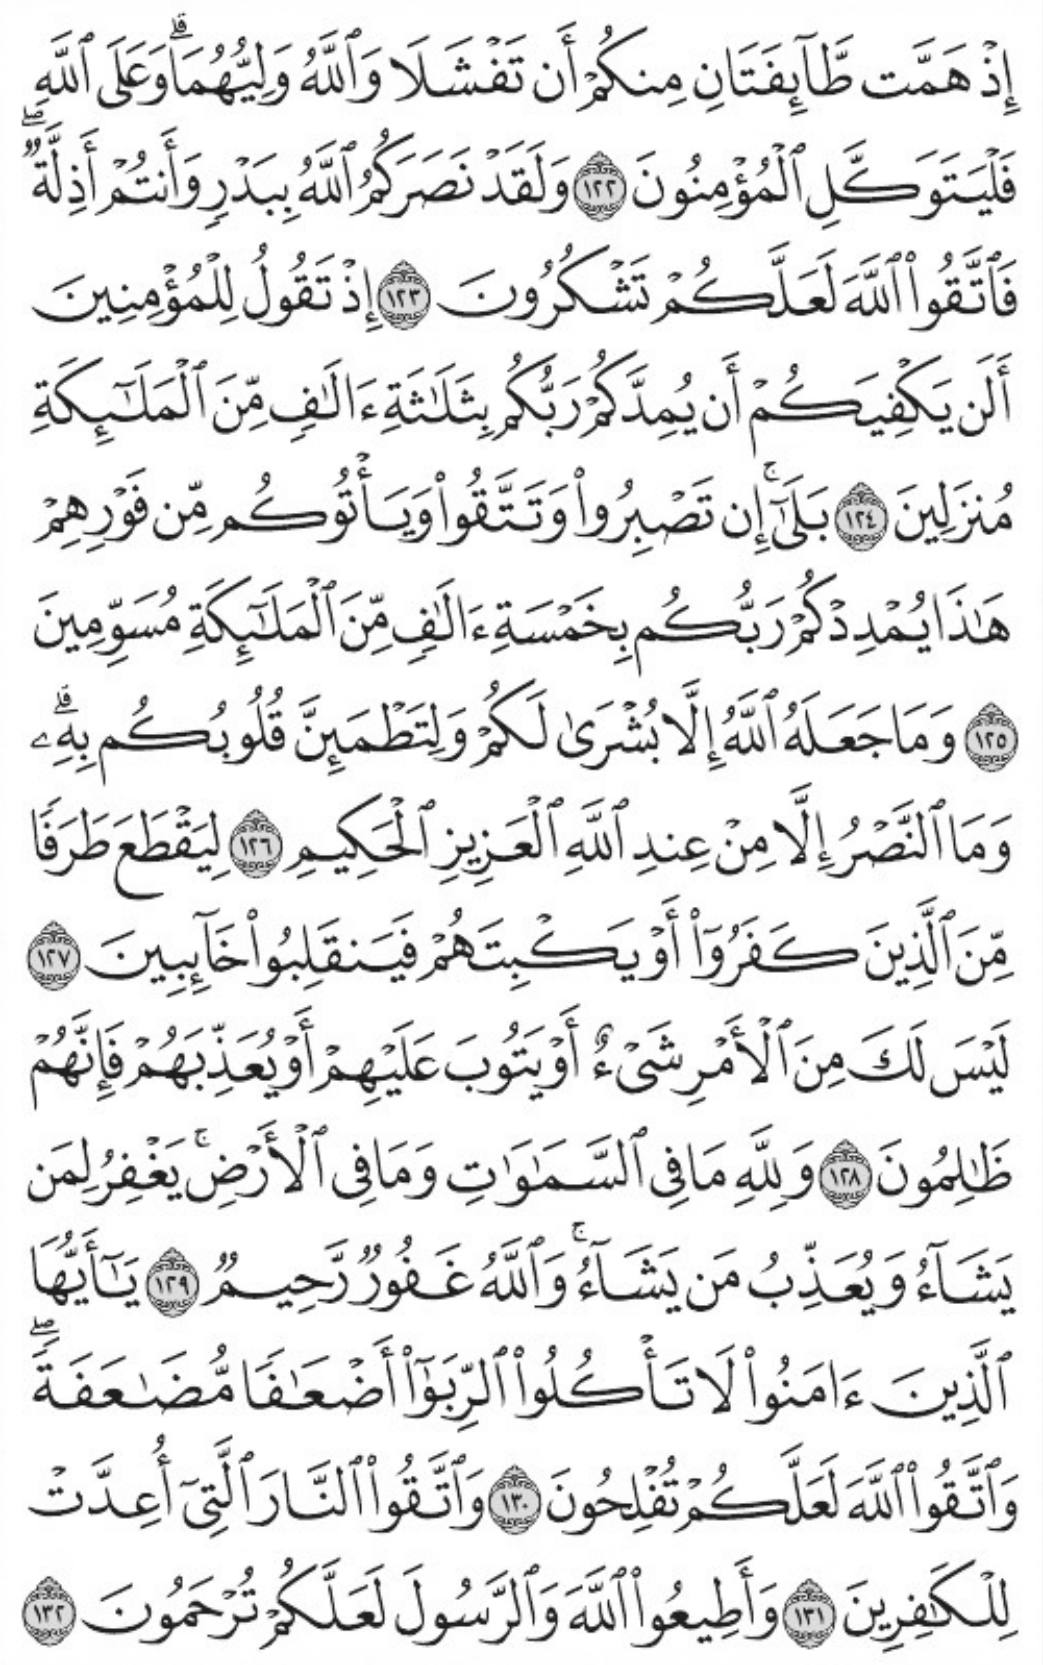 إِذۡ هَمَّت طَّآئِفَتَانِ مِنكُمۡ أَن تَفۡشَلَا وَٱللَّهُ وَلِيُّهُمَاۗ وَعَلَى ٱللَّهِ
فَلۡيَتَوَكَّلِ ٱلۡمُؤۡمِنُونَ ١٢٢ وَلَقَدۡ نَصَرَكُمُ ٱللَّهُ بِبَدۡرٖ وَأَنتُمۡ أَذِلَّةٞۖ
فَٱتَّقُواْ ٱللَّهَ لَعَلَّكُمۡ تَشۡكُرُونَ ١٢٣ إِذۡ تَقُولُ لِلۡمُؤۡمِنِينَ
أَلَن يَكۡفِيَكُمۡ أَن يُمِدَّكُمۡ رَبُّكُم بِثَلَٰثَةِ ءَالَٰفٖ مِّنَ ٱلۡمَلَٰٓئِكَةِ
مُنزَلِينَ ١٢٤ بَلَىٰٓۚ إِن تَصۡبِرُواْ وَتَتَّقُواْ وَيَأۡتُوكُم مِّن فَوۡرِهِمۡ
هَٰذَا يُمۡدِدۡكُمۡ رَبُّكُم بِخَمۡسَةِ ءَالَٰفٖ مِّنَ ٱلۡمَلَٰٓئِكَةِ مُسَوِّمِينَ
١٢٥ وَمَا جَعَلَهُ ٱللَّهُ إِلَّا بُشۡرَىٰ لَكُمۡ وَلِتَطۡمَئِنَّ قُلُوبُكُم بِهِۦۗ
وَمَا ٱلنَّصۡرُ إِلَّا مِنۡ عِندِ ٱللَّهِ ٱلۡعَزِيزِ ٱلۡحَكِيمِ ١٢٦ لِيَقۡطَعَ طَرَفٗا
مِّنَ ٱلَّذِينَ كَفَرُوٓاْ أَوۡ يَكۡبِتَهُمۡ فَيَنقَلِبُواْ خَآئِبِينَ ١٢٧
لَيۡسَ لَكَ مِنَ ٱلۡأَمۡرِ شَيۡءٌ أَوۡ يَتُوبَ عَلَيۡهِمۡ أَوۡ يُعَذِّبَهُمۡ فَإِنَّهُمۡ
ظَٰلِمُونَ ١٢٨ وَلِلَّهِ مَا فِي ٱلسَّمَٰوَٰتِ وَمَا فِي ٱلۡأَرۡضِۚ يَغۡفِرُ لِمَن
يَشَآءُ وَيُعَذِّبُ مَن يَشَآءُۚ وَٱللَّهُ غَفُورٞ رَّحِيمٞ ١٢٩ يَٰٓأَيُّهَا
ٱلَّذِينَ ءَامَنُواْ لَا تَأۡكُلُواْ ٱلرِّبَوٰٓاْ أَضۡعَٰفٗا مُّضَٰعَفَةٗۖ
وَٱتَّقُواْ ٱللَّهَ لَعَلَّكُمۡ تُفۡلِحُونَ ١٣٠ وَٱتَّقُواْ ٱلنَّارَ ٱلَّتِيٓ أُعِدَّتۡ
لِلۡكَٰفِرِينَ ١٣١ وَأَطِيعُواْ ٱللَّهَ وَٱلرَّسُولَ لَعَلَّكُمۡ تُرۡحَمُونَ ١٣٢